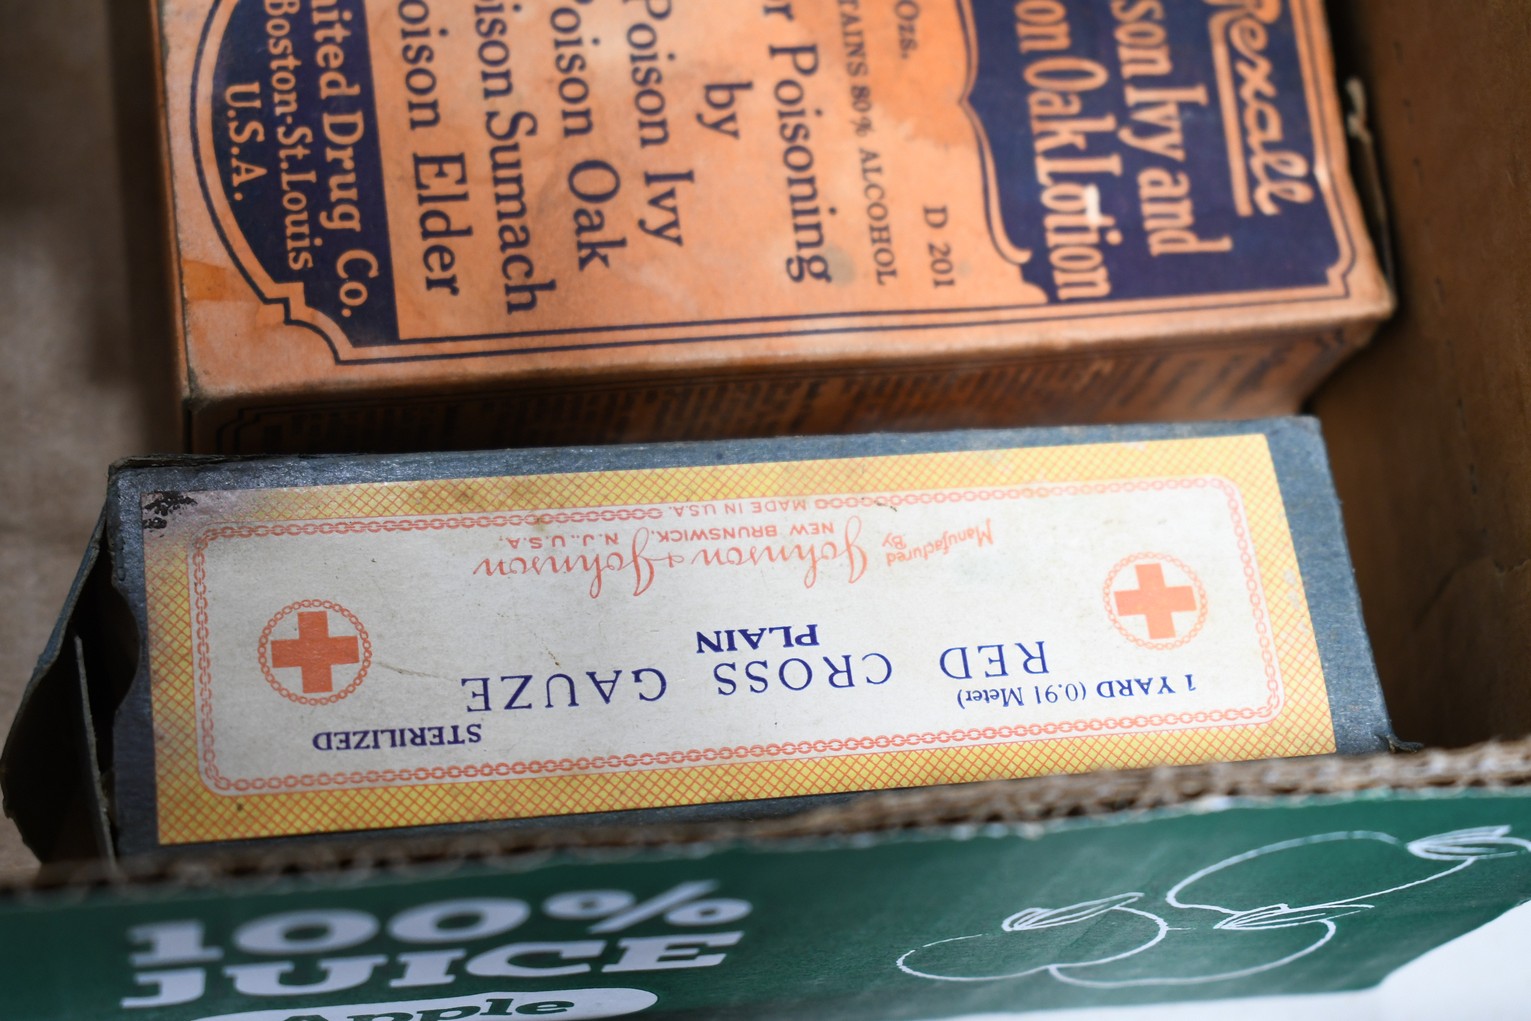 Rexall
son Ivy and
on Oak Lotion
Ozs.
D 201
TAINS 80% ALCOHOL
r Poisoning
by
Poison Ivy
Poison Oak
ison Sumach
oison Elder
nited Drug Co.
Boston-St.Louis
U.S.A.
STERILIZED
1 YARD (0.91 Meter)
RED CROSS GAUZE
PLAIN
Manufactured
By
Johnson & Johnson
NEW BRUNSWICK, N.J., U.S.A.
MADE IN U.S.A.
100%
JUICE
Apple